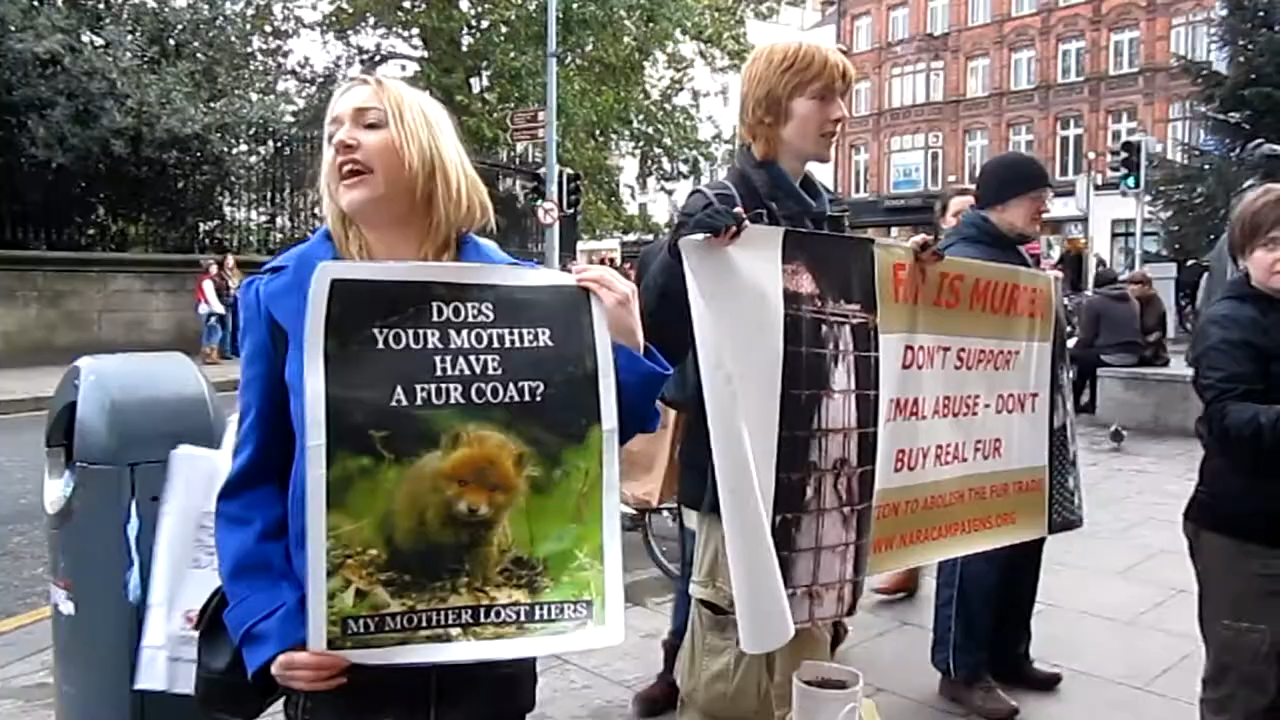 DOES
YOUR MOTHER
HAVE
A FUR COAT?
MY MOTHER LOST HERS
IS MURDER
DON'T SUPPORT
IMAL ABUSE - DON'T
BUY REAL FUR
TION TO ABOLISH THE FUR TRADE
WW.NARACAMPAIGNS.ORG